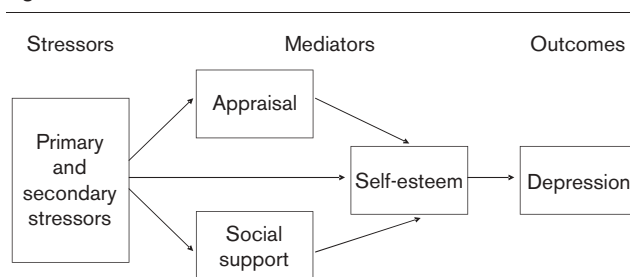 Stressors
Mediators
Outcomes
Appraisal
Primary
and
secondary
stressors
Self-esteem
Depression
Social
support